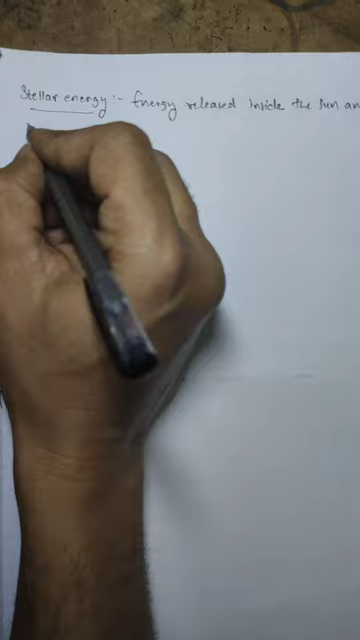 Stellar energy :- Energy released inside the sun an